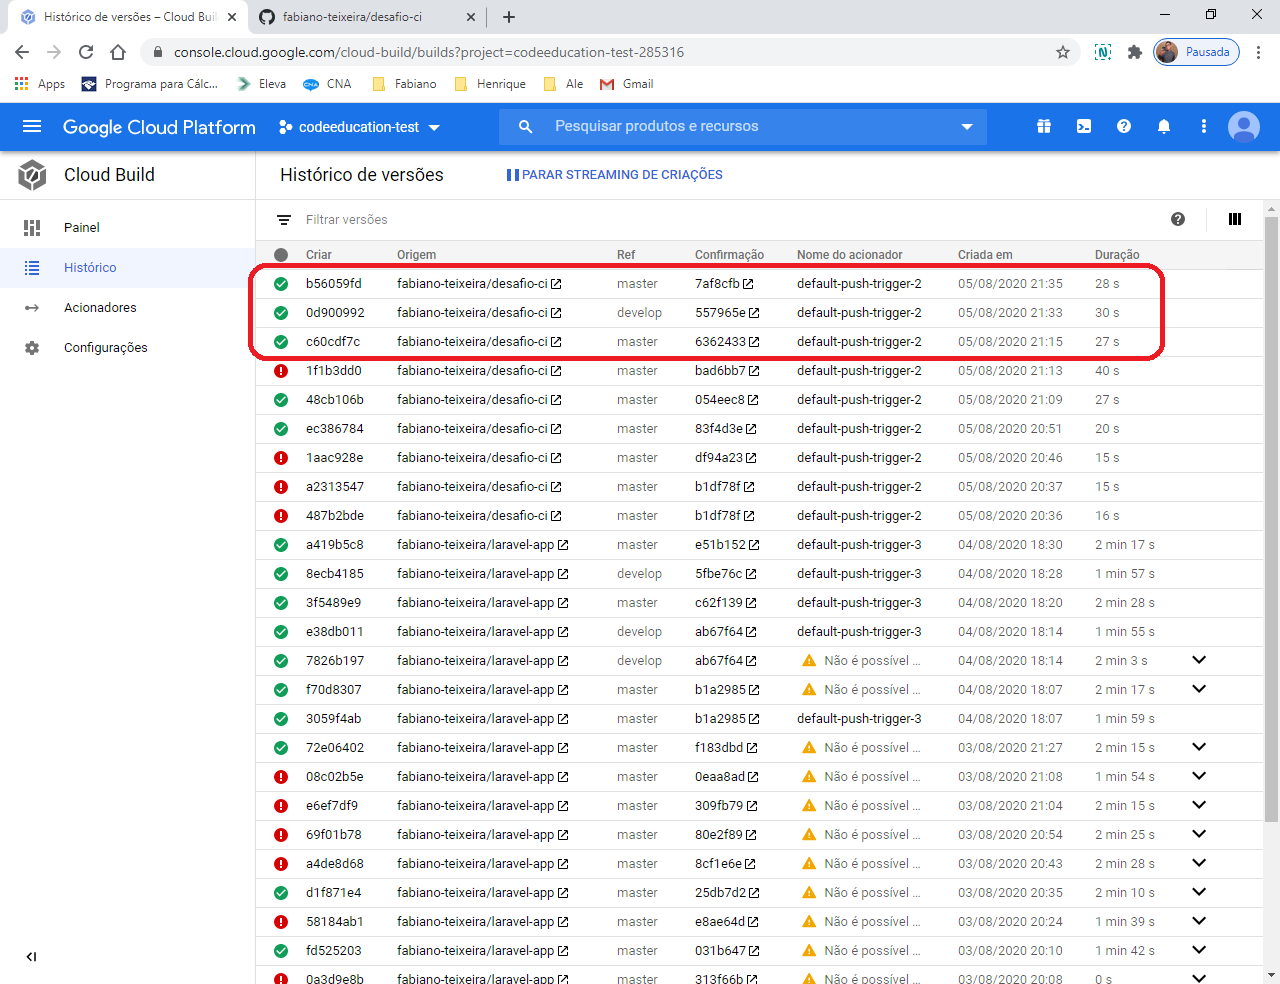 Histórico de versões – Cloud Buil
fabiano-teixeira/desafio-ci
console.cloud.google.com/cloud-build/builds?project=codeeducation-test-285316
Pausada
Apps Programa para Cálc... Eleva CNA Fabiano Henrique Ale Gmail
Google Cloud Platform codeeducation-test Pesquisar produtos e recursos
Cloud Build
Histórico de versões PARAR STREAMING DE CRIAÇÕES
Painel
Histórico
Acionadores
Configurações
Filtrar versões
Criar Origem Ref Confirmação Nome do acionador Criada em Duração
b56059fd fabiano-teixeira/desafio-ci master 7af8cfb default-push-trigger-2 05/08/2020 21:35 28 s
0d900992 fabiano-teixeira/desafio-ci develop 557965e default-push-trigger-2 05/08/2020 21:33 30 s
c60cdf7c fabiano-teixeira/desafio-ci master 6362433 default-push-trigger-2 05/08/2020 21:15 27 s
1f1b3dd0 fabiano-teixeira/desafio-ci master bad6bb7 default-push-trigger-2 05/08/2020 21:13 40 s
48cb106b fabiano-teixeira/desafio-ci master 054eec8 default-push-trigger-2 05/08/2020 21:09 27 s
ec386784 fabiano-teixeira/desafio-ci master 83f4d3e default-push-trigger-2 05/08/2020 20:51 20 s
1aac928e fabiano-teixeira/desafio-ci master df94a23 default-push-trigger-2 05/08/2020 20:46 15 s
a2313547 fabiano-teixeira/desafio-ci master b1df78f default-push-trigger-2 05/08/2020 20:37 15 s
487b2bde fabiano-teixeira/desafio-ci master b1df78f default-push-trigger-2 05/08/2020 20:36 16 s
a419b5c8 fabiano-teixeira/laravel-app master e51b152 default-push-trigger-3 04/08/2020 18:30 2 min 17 s
8ecb4185 fabiano-teixeira/laravel-app develop 5fbe76c default-push-trigger-3 04/08/2020 18:28 1 min 57 s
3f5489e9 fabiano-teixeira/laravel-app master c62f139 default-push-trigger-3 04/08/2020 18:20 2 min 28 s
e38db011 fabiano-teixeira/laravel-app develop ab67f64 default-push-trigger-3 04/08/2020 18:14 1 min 55 s
7826b197 fabiano-teixeira/laravel-app develop ab67f64 Não é possível ... 04/08/2020 18:14 2 min 3 s
f70d8307 fabiano-teixeira/laravel-app master b1a2985 Não é possível ... 04/08/2020 18:07 2 min 17 s
3059f4ab fabiano-teixeira/laravel-app master b1a2985 default-push-trigger-3 04/08/2020 18:07 1 min 59 s
72e06402 fabiano-teixeira/laravel-app master f183dbd Não é possível ... 03/08/2020 21:27 2 min 15 s
08c02b5e fabiano-teixeira/laravel-app master 0eaa8ad Não é possível ... 03/08/2020 21:08 1 min 54 s
e6ef7df9 fabiano-teixeira/laravel-app master 309fb79 Não é possível ... 03/08/2020 21:04 2 min 15 s
69f01b78 fabiano-teixeira/laravel-app master 80e2f89 Não é possível ... 03/08/2020 20:54 2 min 25 s
a4de8d68 fabiano-teixeira/laravel-app master 8cf1e6e Não é possível ... 03/08/2020 20:43 2 min 28 s
d1f871e4 fabiano-teixeira/laravel-app master 25db7d2 Não é possível ... 03/08/2020 20:35 2 min 10 s
58184ab1 fabiano-teixeira/laravel-app master e8ae64d Não é possível ... 03/08/2020 20:24 1 min 39 s
fd525203 fabiano-teixeira/laravel-app master 031b647 Não é possível ... 03/08/2020 20:10 1 min 42 s
0a3d9e8b fabiano-teixeira/laravel-app master 313f66b Não é possível ... 03/08/2020 20:08 0 s